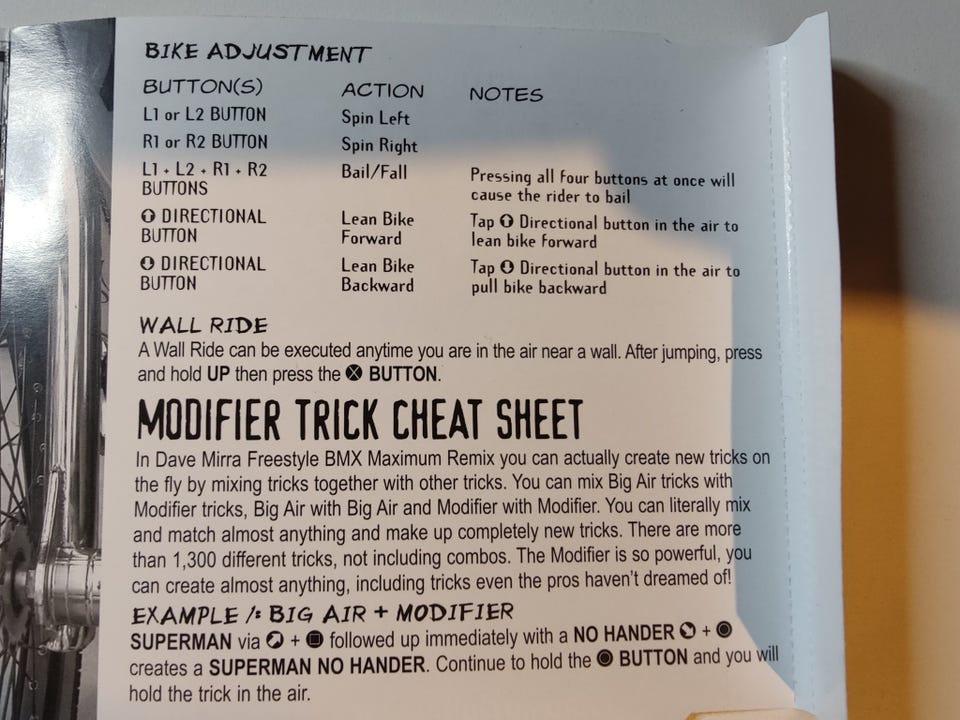 BIKE ADJUSTMENT
BUTTON(S) ACTION NOTES
L1 or L2 BUTTON Spin Left
R1 or R2 BUTTON Spin Right
L1 + L2 + R1 + R2 Bail/Fall Pressing all four buttons at once will
BUTTONS cause the rider to bail
⬆ DIRECTIONAL Lean Bike Tap ⬆ Directional button in the air to
BUTTON Forward lean bike forward
⬇ DIRECTIONAL Lean Bike Tap ⬇ Directional button in the air to
BUTTON Backward pull bike backward
WALL RIDE
A Wall Ride can be executed anytime you are in the air near a wall. After jumping, press
and hold UP then press the ⊗ BUTTON.
MODIFIER TRICK CHEAT SHEET
In Dave Mirra Freestyle BMX Maximum Remix you can actually create new tricks on
the fly by mixing tricks together with other tricks. You can mix Big Air tricks with
Modifier tricks, Big Air with Big Air and Modifier with Modifier. You can literally mix
and match almost anything and make up completely new tricks. There are more
than 1,300 different tricks, not including combos. The Modifier is so powerful, you
can create almost anything, including tricks even the pros haven't dreamed of!
EXAMPLE 1: BIG AIR + MODIFIER
SUPERMAN via ⬈ + ■ followed up immediately with a NO HANDER ⬉ + ●
creates a SUPERMAN NO HANDER. Continue to hold the ● BUTTON and you will
hold the trick in the air.